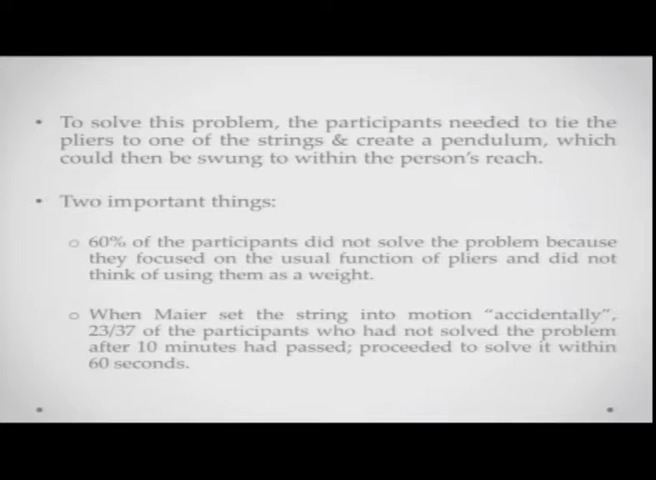 • To solve this problem, the participants needed to tie the
pliers to one of the strings & create a pendulum, which
could then be swung to within the person's reach.
• Two important things:
o 60% of the participants did not solve the problem because
they focused on the usual function of pliers and did not
think of using them as a weight.
o When Maier set the string into motion “accidentally”,
23/37 of the participants who had not solved the problem
after 10 minutes had passed; proceeded to solve it within
60 seconds.